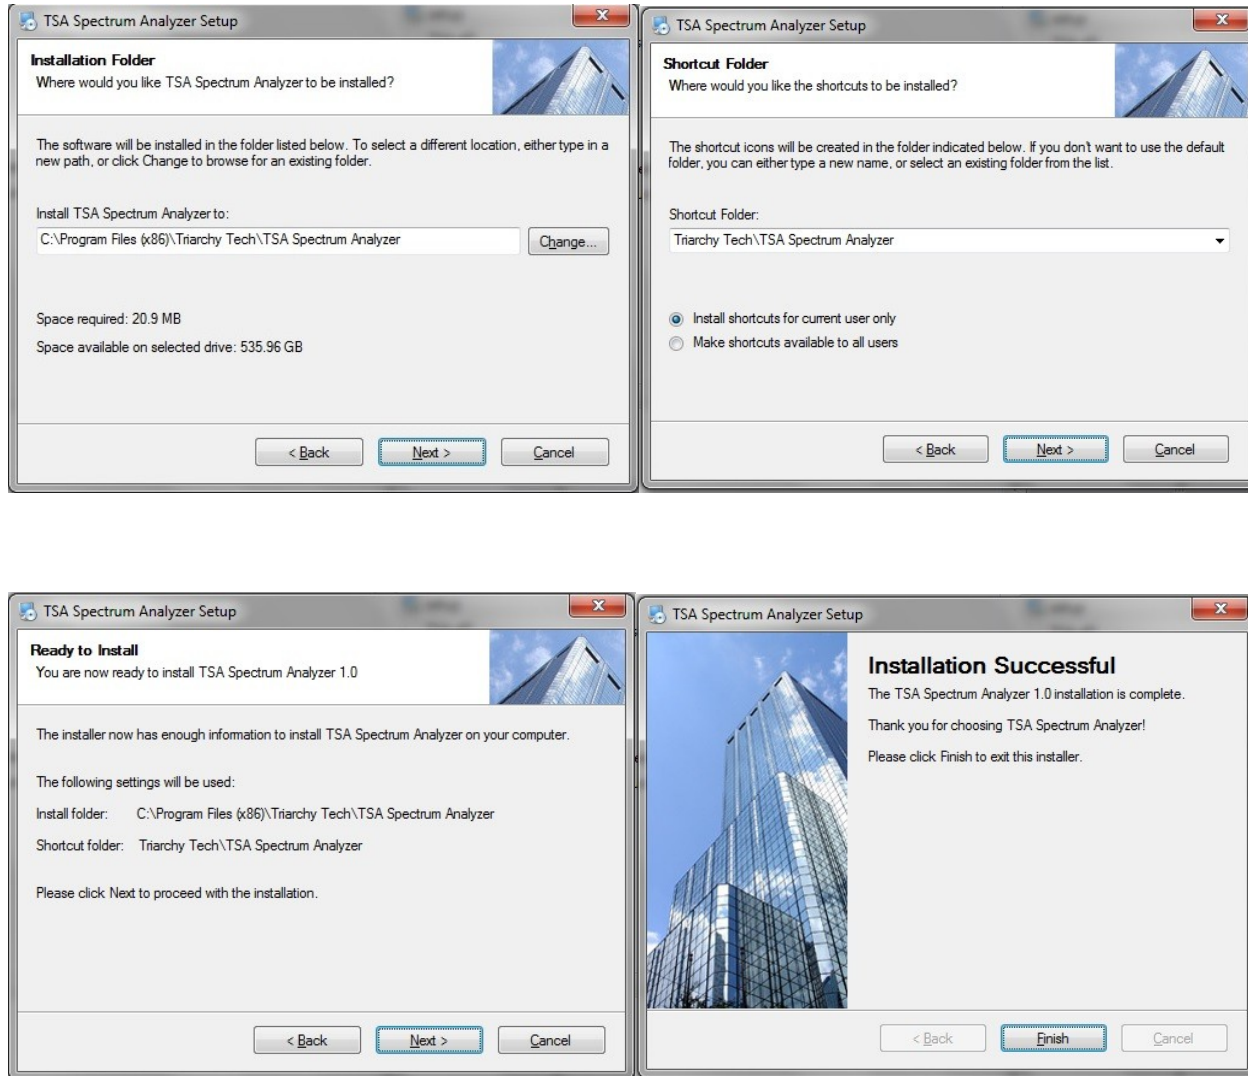 TSA Spectrum Analyzer Setup
Installation Folder
Where would you like TSA Spectrum Analyzer to be installed?
The software will be installed in the folder listed below. To select a different location, either type in a
new path, or click Change to browse for an existing folder.
Install TSA Spectrum Analyzer to:
C:\Program Files (x86)\Triarchy Tech\TSA Spectrum Analyzer
Change...
Space required: 20.9 MB
Space available on selected drive: 535.96 GB
< Back
Next >
Cancel
TSA Spectrum Analyzer Setup
Shortcut Folder
Where would you like the shortcuts to be installed?
The shortcut icons will be created in the folder indicated below. If you don't want to use the default
folder, you can either type a new name, or select an existing folder from the list.
Shortcut Folder:
Triarchy Tech\TSA Spectrum Analyzer
Install shortcuts for current user only
Make shortcuts available to all users
< Back
Next >
Cancel
TSA Spectrum Analyzer Setup
Ready to Install
You are now ready to install TSA Spectrum Analyzer 1.0
The installer now has enough information to install TSA Spectrum Analyzer on your computer.
The following settings will be used:
Install folder: C:\Program Files (x86)\Triarchy Tech\TSA Spectrum Analyzer
Shortcut folder: Triarchy Tech\TSA Spectrum Analyzer
Please click Next to proceed with the installation.
< Back
Next >
Cancel
TSA Spectrum Analyzer Setup
Installation Successful
The TSA Spectrum Analyzer 1.0 installation is complete.
Thank you for choosing TSA Spectrum Analyzer!
Please click Finish to exit this installer.
< Back
Finish
Cancel